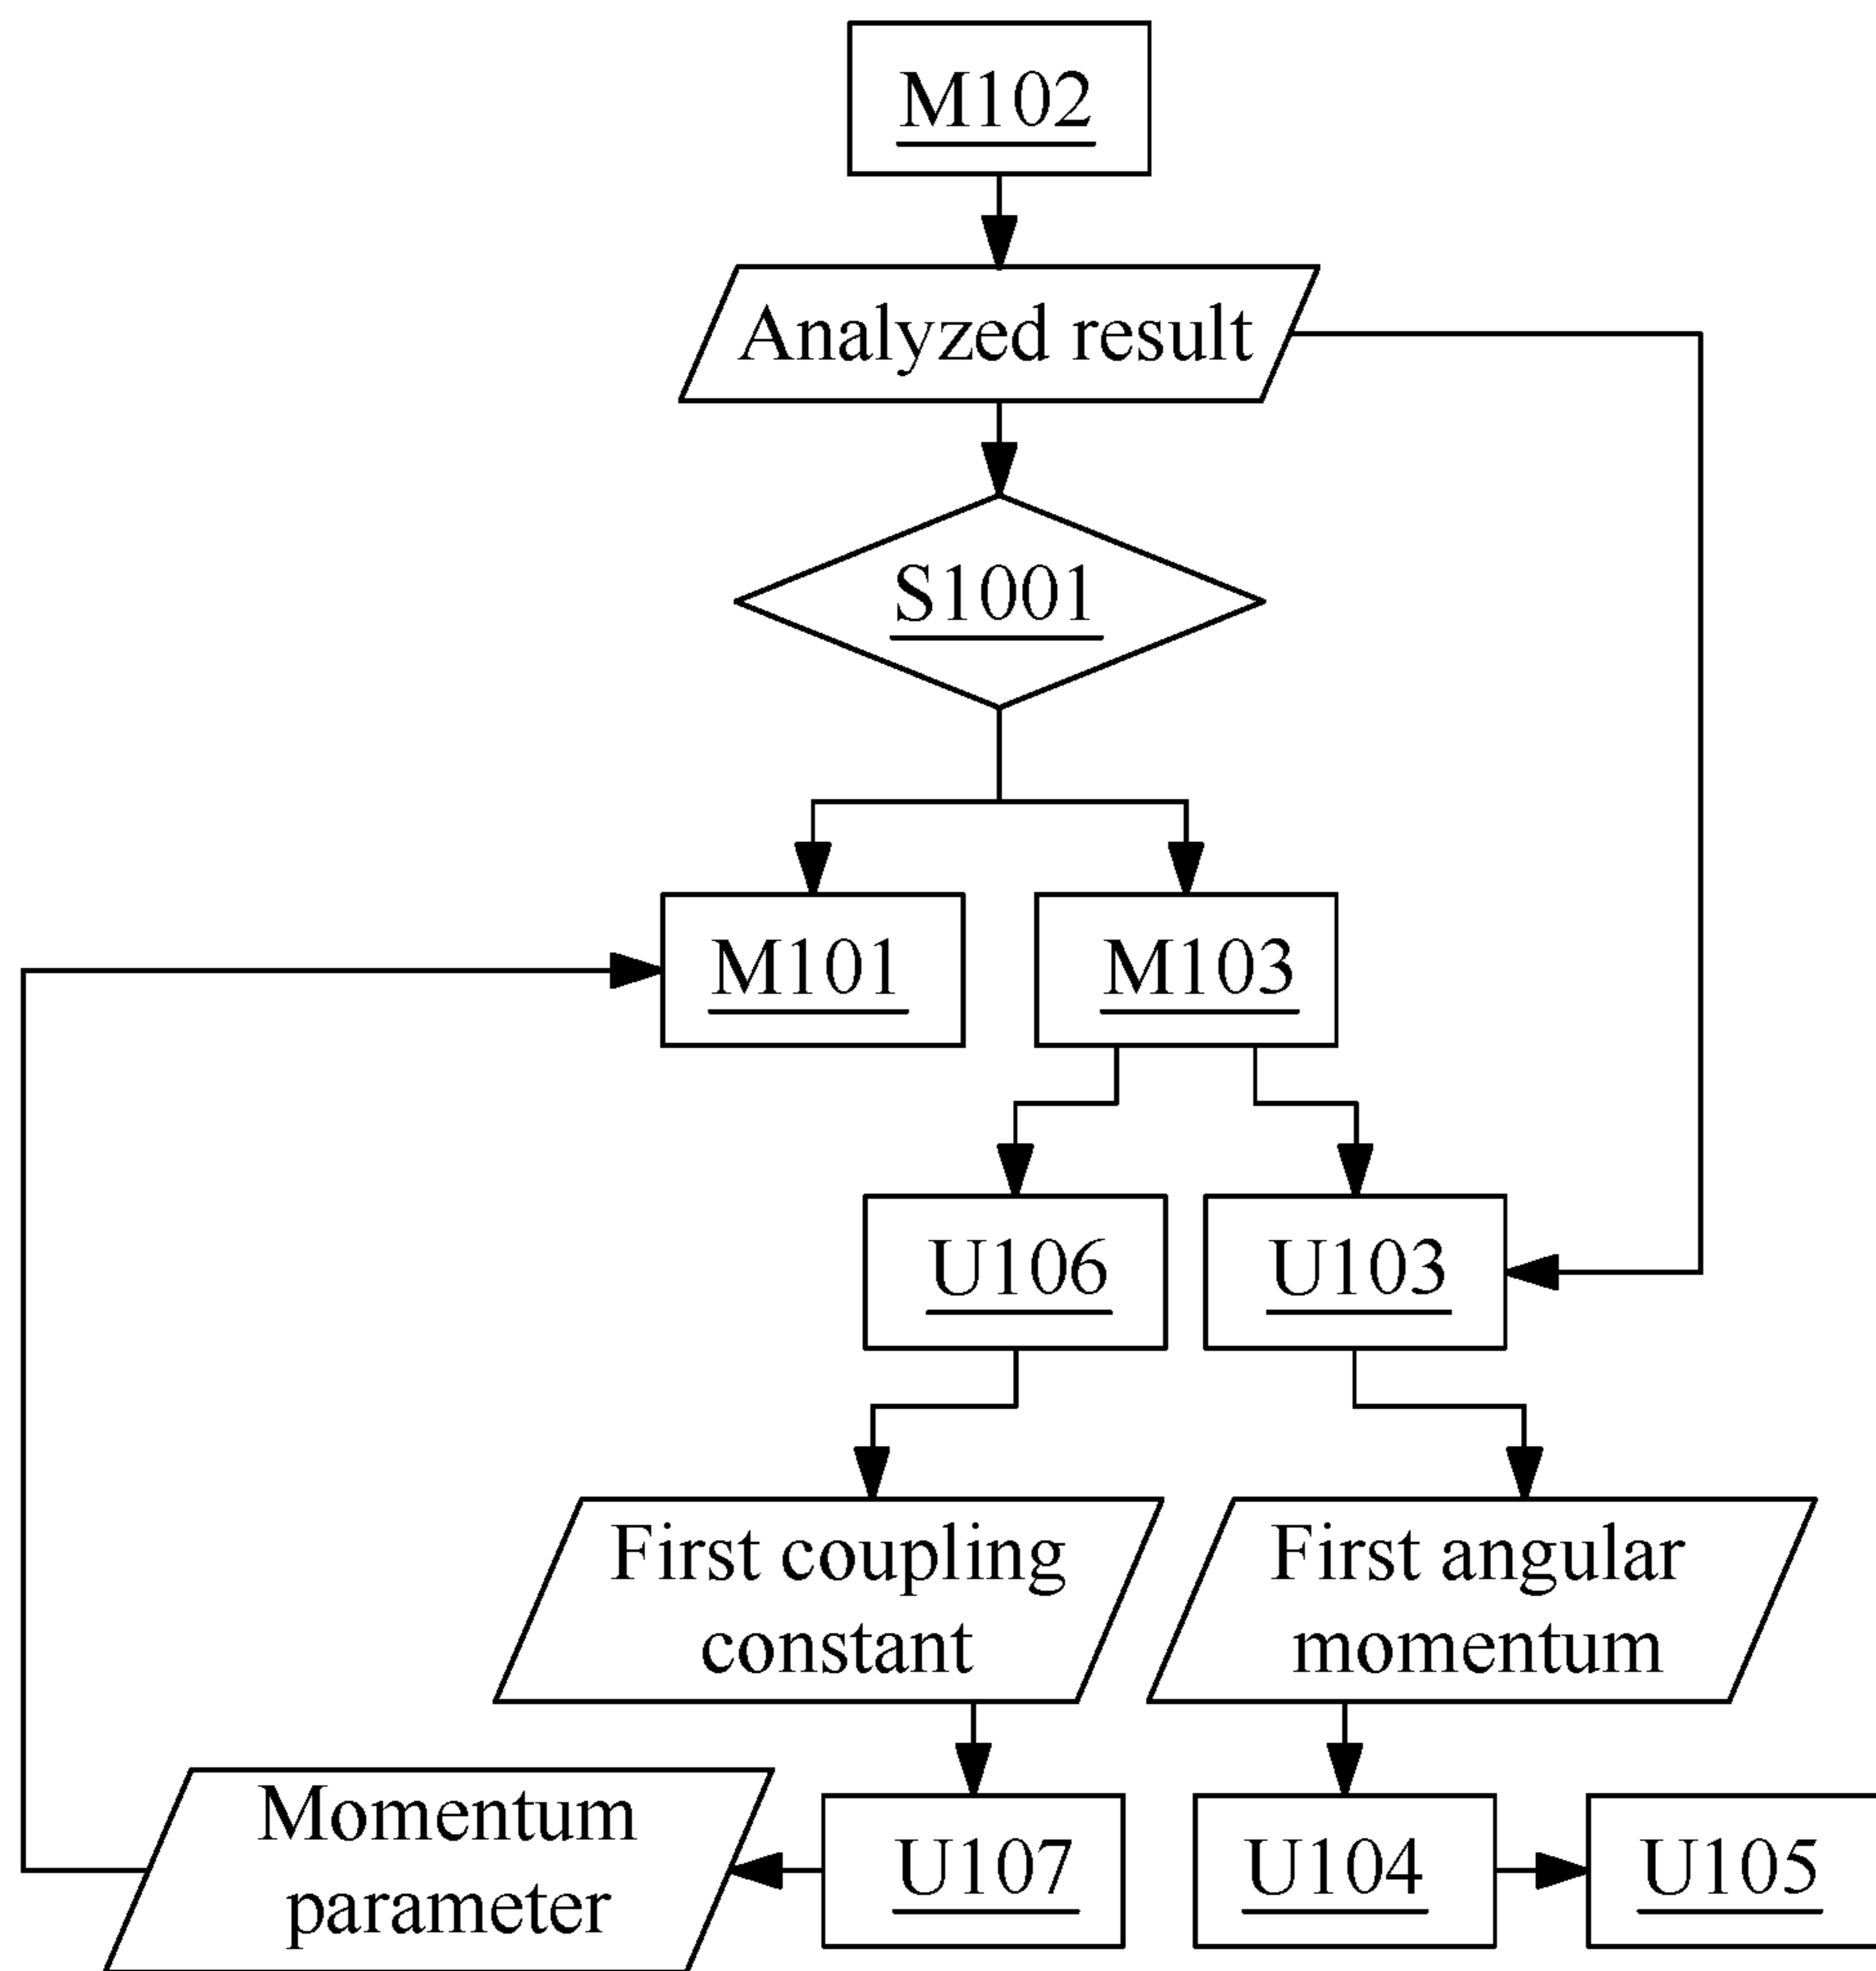 M102
Analyzed result
S1001
M101
M103
U106
U103
First coupling
constant
First angular
momentum
Momentum
parameter
U107
U104
U105